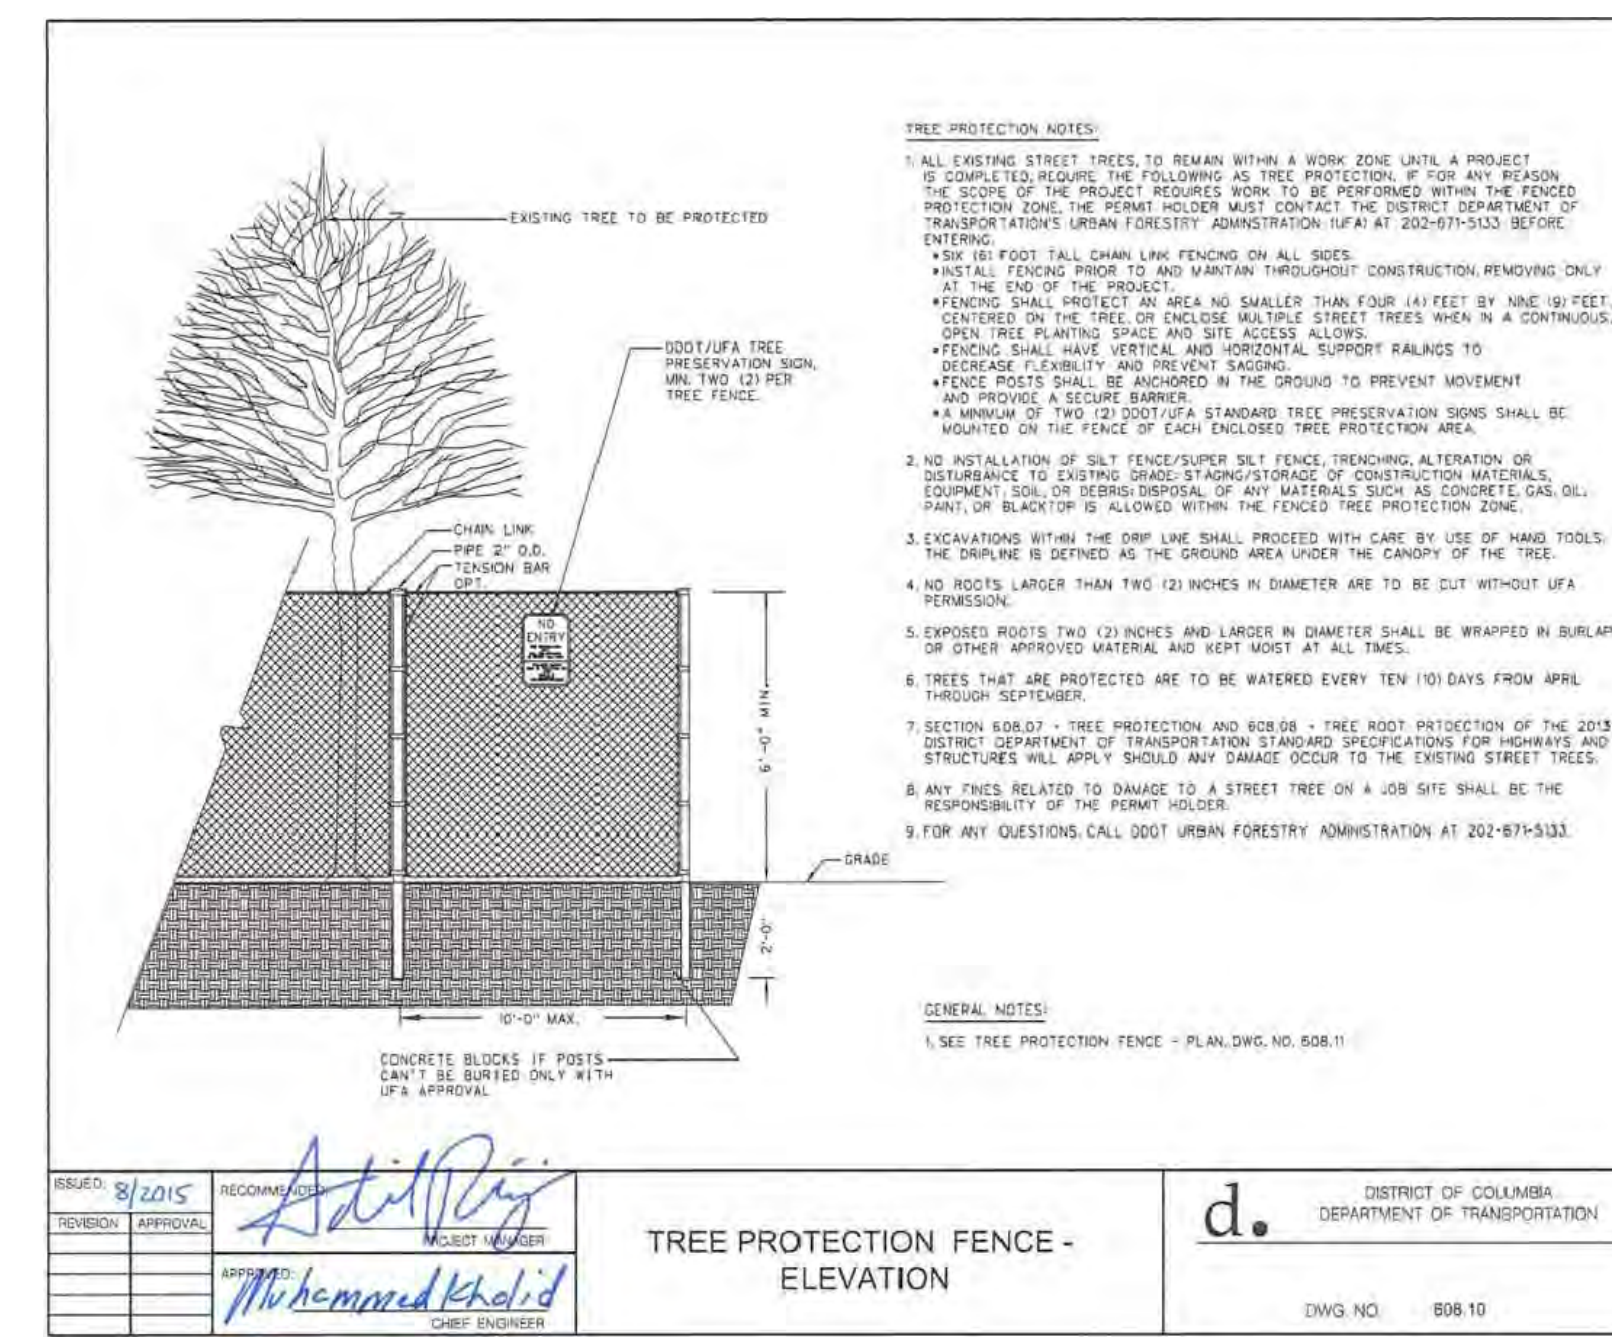 EXISTING TREE TO BE PROTECTED
DDOT/UFA TREE
PRESERVATION SIGN,
MIN. TWO (2) PER
TREE FENCE.
CHAIN LINK
PIPE 2" O.D.
TENSION BAR
OPT.
NO
ENTRY
6'-0" MIN.
GRADE
2'-0"
10'-0" MAX.
CONCRETE BLOCKS IF POSTS
CAN'T BE BURIED ONLY WITH
UFA APPROVAL
TREE PROTECTION NOTES:
1. ALL EXISTING STREET TREES, TO REMAIN WITHIN A WORK ZONE UNTIL A PROJECT
IS COMPLETED, REQUIRE THE FOLLOWING AS TREE PROTECTION. IF FOR ANY REASON
THE SCOPE OF THE PROJECT REQUIRES WORK TO BE PERFORMED WITHIN THE FENCED
PROTECTION ZONE, THE PERMIT HOLDER MUST CONTACT THE DISTRICT DEPARTMENT OF
TRANSPORTATION'S URBAN FORESTRY ADMINSTRATION (UFA) AT 202-671-5133 BEFORE
ENTERING.
• SIX (6) FOOT TALL CHAIN LINK FENCING ON ALL SIDES.
• INSTALL FENCING PRIOR TO AND MAINTAIN THROUGHOUT CONSTRUCTION, REMOVING ONLY
AT THE END OF THE PROJECT.
• FENCING SHALL PROTECT AN AREA NO SMALLER THAN FOUR (4) FEET BY NINE (9) FEET,
CENTERED ON THE TREE, OR ENCLOSE MULTIPLE STREET TREES WHEN IN A CONTINUOUS,
OPEN TREE PLANTING SPACE AND SITE ACCESS ALLOWS.
• FENCING SHALL HAVE VERTICAL AND HORIZONTAL SUPPORT RAILINGS TO
DECREASE FLEXIBILITY AND PREVENT SAGGING.
• FENCE POSTS SHALL BE ANCHORED IN THE GROUND TO PREVENT MOVEMENT
AND PROVIDE A SECURE BARRIER.
• A MINIMUM OF TWO (2) DDOT/UFA STANDARD TREE PRESERVATION SIGNS SHALL BE
MOUNTED ON THE FENCE OF EACH ENCLOSED TREE PROTECTION AREA.
2. NO INSTALLATION OF SILT FENCE/SUPER SILT FENCE, TRENCHING, ALTERATION OR
DISTURBANCE TO EXISTING GRADE; STAGING/STORAGE OF CONSTRUCTION MATERIALS,
EQUIPMENT, SOIL, OR DEBRIS; DISPOSAL OF ANY MATERIALS SUCH AS CONCRETE, GAS, OIL,
PAINT, OR BLACKTOP IS ALLOWED WITHIN THE FENCED TREE PROTECTION ZONE.
3. EXCAVATIONS WITHIN THE DRIP LINE SHALL PROCEED WITH CARE BY USE OF HAND TOOLS.
THE DRIPLINE IS DEFINED AS THE GROUND AREA UNDER THE CANOPY OF THE TREE.
4. NO ROOTS LARGER THAN TWO (2) INCHES IN DIAMETER ARE TO BE CUT WITHOUT UFA
PERMISSION.
5. EXPOSED ROOTS TWO (2) INCHES AND LARGER IN DIAMETER SHALL BE WRAPPED IN BURLAP
OR OTHER APPROVED MATERIAL AND KEPT MOIST AT ALL TIMES.
6. TREES THAT ARE PROTECTED ARE TO BE WATERED EVERY TEN (10) DAYS FROM APRIL
THROUGH SEPTEMBER.
7. SECTION 608.07 - TREE PROTECTION AND 608.08 - TREE ROOT PRTOECTION OF THE 2013
DISTRICT DEPARTMENT OF TRANSPORTATION STANDARD SPECIFICATIONS FOR HIGHWAYS AND
STRUCTURES WILL APPLY SHOULD ANY DAMAGE OCCUR TO THE EXISTING STREET TREES.
8. ANY FINES RELATED TO DAMAGE TO A STREET TREE ON A JOB SITE SHALL BE THE
RESPONSIBILITY OF THE PERMIT HOLDER.
9. FOR ANY QUESTIONS, CALL DDOT URBAN FORESTRY ADMINISTRATION AT 202-671-5133.
GENERAL NOTES:
1. SEE TREE PROTECTION FENCE - PLAN, DWG. NO. 608.11
ISSUED: 8/2015
REVISION APPROVAL
RECOMMENDED:
PROJECT MANAGER
APPROVED:
Muhammed Khalid
CHIEF ENGINEER
TREE PROTECTION FENCE -
ELEVATION
d.
DISTRICT OF COLUMBIA
DEPARTMENT OF TRANSPORTATION
DWG. NO. 608.10